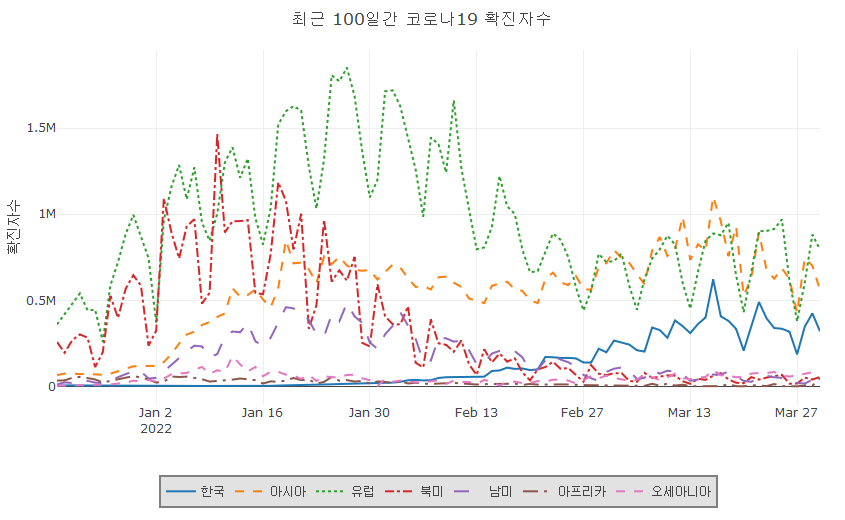 최근 100일간 코로나19 확진자수
확진자수
1.5M
1M
0.5M
0
Jan 2
2022
Jan 16
Jan 30
Feb 13
Feb 27
Mar 13
Mar 27
한국 아시아 유럽 북미 남미 아프리카 오세아니아